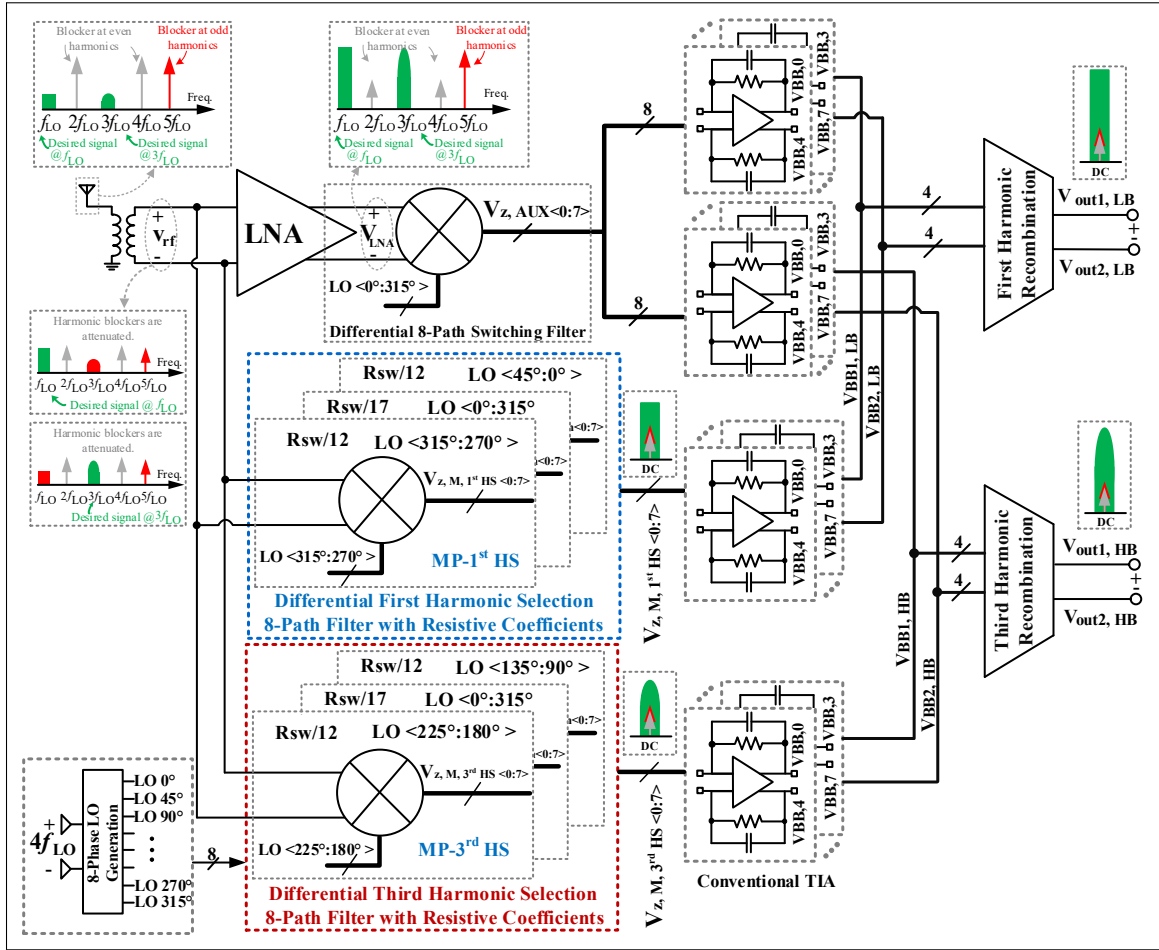 Blocker at even harmonics
Blocker at odd harmonics
Freq.
fLO 2fLO 3fLO 4fLO 5fLO
Desired signal @ fLO
Desired signal @3fLO
Blocker at even harmonics
Blocker at odd harmonics
Freq.
fLO 2fLO 3fLO 4fLO 5fLO
Desired signal @ fLO
Desired signal @3fLO
+
Vrf
-
LNA
+
VLNA
-
LO <0:315° >
Vz, AUX<0:7>
Differential 8-Path Switching Filter
8
8
VBB,0
VBB,3
VBB,4
VBB,7
VBB,0
VBB,3
VBB,4
VBB,7
VBB1, LB
VBB2, LB
4
4
First Harmonic
Recombination
DC
Vout1, LB
+
-
Vout2, LB
Harmonic blockers are
attenuated.
Freq.
fLO 2fLO 3fLO 4fLO 5fLO
Desired signal @ fLO
Harmonic blockers are
attenuated.
Freq.
fLO 2fLO 3fLO 4fLO 5fLO
Desired signal @3fLO
Rsw/12 LO <45°:0° >
Rsw/17 LO <0°:315°
Rsw/12 LO <315°:270° >
<0:7>
<0:7>
Vz, M, 1st HS <0:7>
LO <315°:270° >
MP-1st HS
Differential First Harmonic Selection
8-Path Filter with Resistive Coefficients
DC
Vz, M, 1st HS <0:7>
VBB,0
VBB,3
VBB,4
VBB,7
VBB1, HB
VBB2, HB
4
4
Third Harmonic
Recombination
DC
Vout1, HB
+
-
Vout2, HB
Rsw/12 LO <135°:90° >
Rsw/17 LO <0°:315°
Rsw/12 LO <225°:180° >
<0:7>
<0:7>
Vz, M, 3rd HS <0:7>
LO <225°:180° >
MP-3rd HS
Differential Third Harmonic Selection
8-Path Filter with Resistive Coefficients
DC
Vz, M, 3rd HS <0:7>
VBB,0
VBB,3
VBB,4
VBB,7
Conventional TIA
+
4fLO
-
8-Phase LO
Generation
LO 0°
LO 45°
LO 90°
LO 270°
LO 315°
8